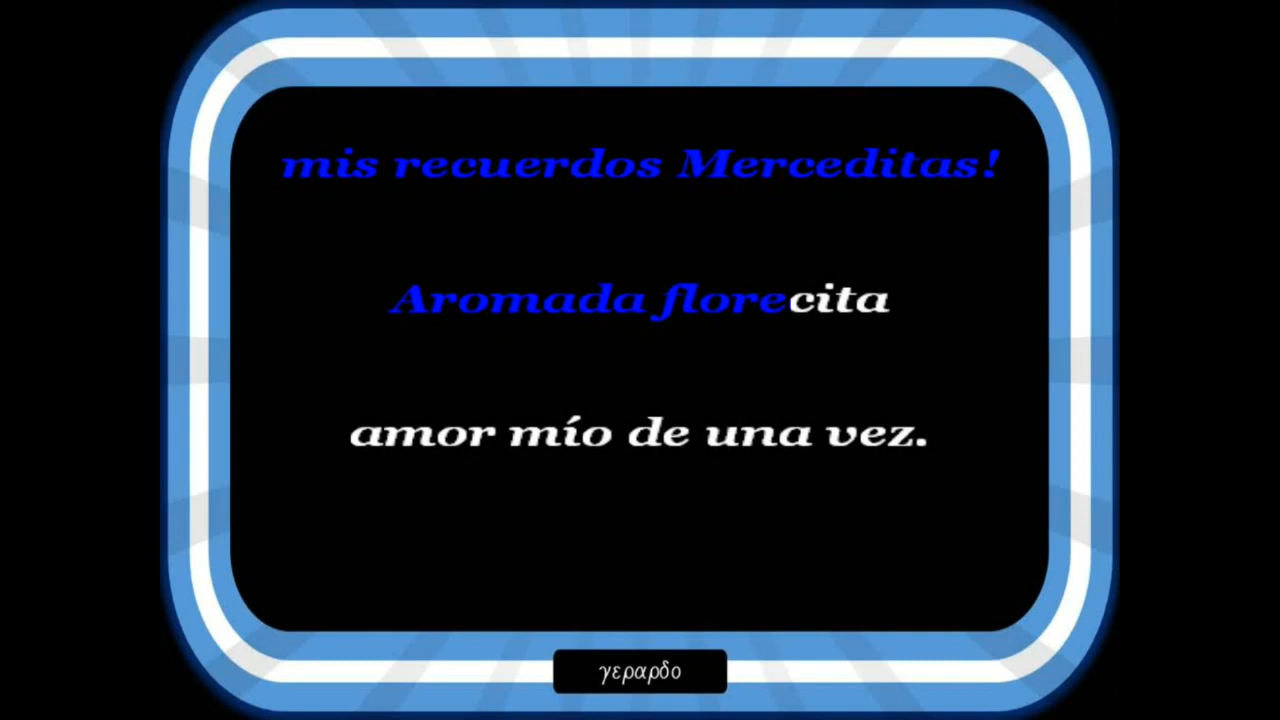 mis recuerdos Merceditas!
Aromada florecita
amor mío de una vez.
γεραρδο